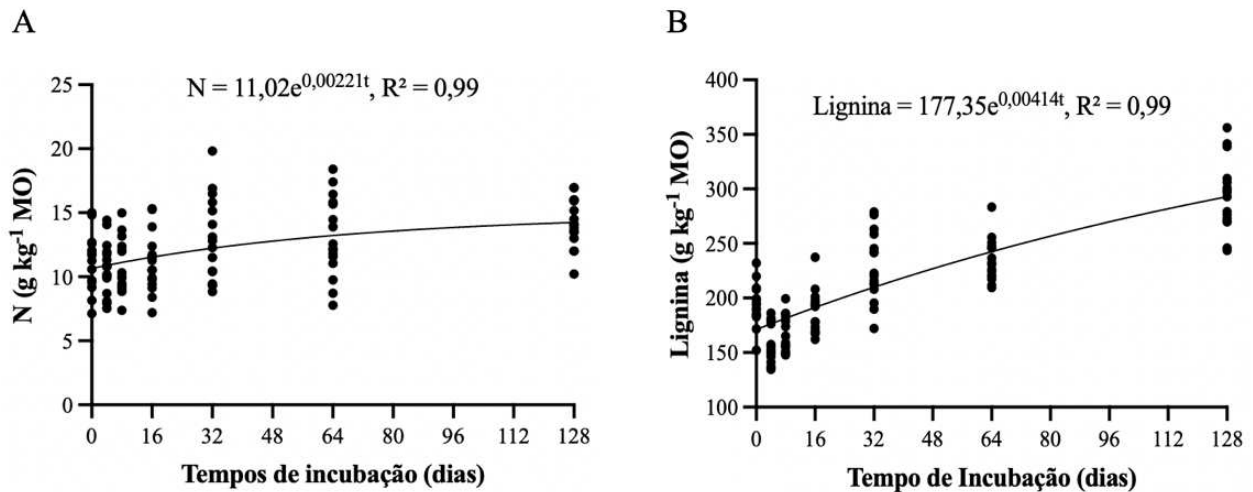 A
N = 11,02e^0,00221t, R² = 0,99
25
20
15
10
5
0
N (g kg⁻¹ MO)
0 16 32 48 64 80 96 112 128
Tempos de incubação (dias)
B
Lignina = 177,35e^0,00414t, R² = 0,99
400
350
300
250
200
150
100
Lignina (g kg⁻¹ MO)
0 16 32 48 64 80 96 112 128
Tempo de Incubação (dias)